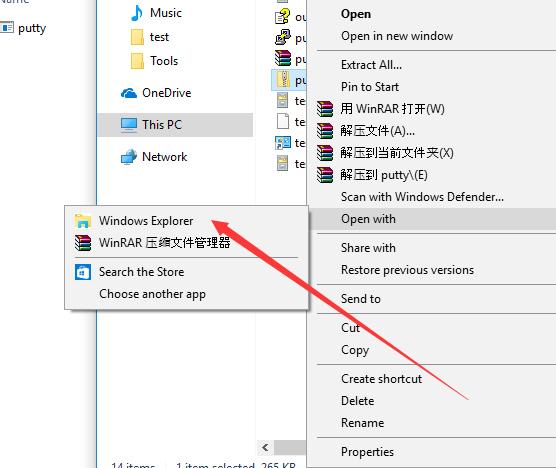 Name
putty
Music
test
Tools
OneDrive
This PC
Network
ou
pu
pu
pu
te
te
te
te
Open
Open in new window
Extract All...
Pin to Start
用 WinRAR 打开(W)
解压文件(A)...
解压到当前文件夹(X)
解压到 putty\(E)
Scan with Windows Defender...
Open with
Share with
Restore previous versions
Send to
Cut
Copy
Create shortcut
Delete
Rename
Properties
Windows Explorer
WinRAR 压缩文件管理器
Search the Store
Choose another app
14 items
1 item selected
265 KB